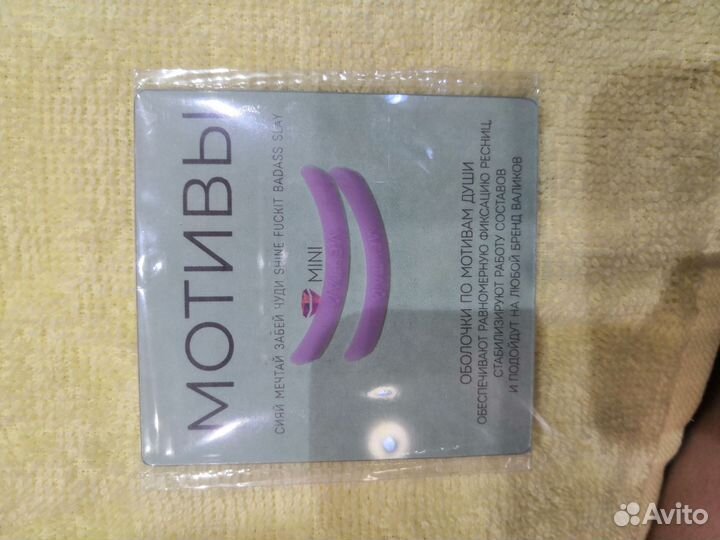 МОТИВЫ
СИЯЙ МЕЧТАЙ ЗАБЕЙ ЧУДИ SHINE FUCKIT BADASS SLAY
MINI
ОБОЛОЧКИ ПО МОТИВАМ ДУШИ
ОБЕСПЕЧИВАЮТ РАВНОМЕРНУЮ ФИКСАЦИЮ РЕСНИЦ,
СТАБИЛИЗИРУЮТ РАБОТУ СОСТАВОВ
И ПОДОЙДУТ НА ЛЮБОЙ БРЕНД ВАЛИКОВ
Avito